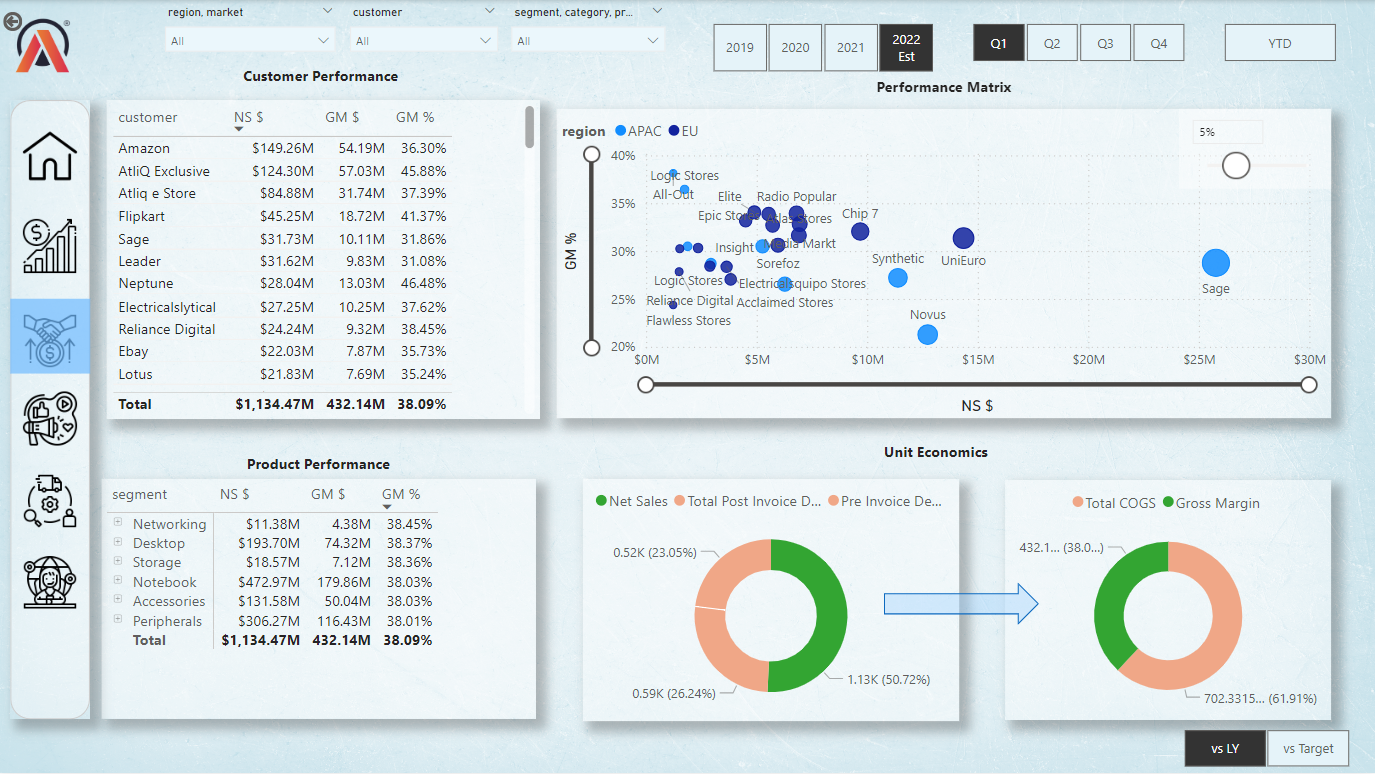 region, market
customer
segment, category, pr...
All
All
All
2019
2020
2021
2022
Est
Q1
Q2
Q3
Q4
YTD
Customer Performance
customer NS $ GM $ GM %
Amazon $149.26M 54.19M 36.30%
AtliQ Exclusive $124.30M 57.03M 45.88%
Atliq e Store $84.88M 31.74M 37.39%
Flipkart $45.25M 18.72M 41.37%
Sage $31.73M 10.11M 31.86%
Leader $31.62M 9.83M 31.08%
Neptune $28.04M 13.03M 46.48%
Electricalslytical $27.25M 10.25M 37.62%
Reliance Digital $24.24M 9.32M 38.45%
Ebay $22.03M 7.87M 35.73%
Lotus $21.83M 7.69M 35.24%
Total $1,134.47M 432.14M 38.09%
Performance Matrix
region APAC EU
5%
GM %
40%
35%
30%
25%
20%
Logic Stores
All-Out
Elite
Radio Popular
Epic Stores
Atlas Stores
Chip 7
Insight
Media Markt
UniEuro
Synthetic
Sorefoz
Sage
Logic Stores
Electricalsquipo Stores
Reliance Digital
Acclaimed Stores
Flawless Stores
Novus
$0M $5M $10M $15M $20M $25M $30M
NS $
Product Performance
segment NS $ GM $ GM %
Networking $11.38M 4.38M 38.45%
Desktop $193.70M 74.32M 38.37%
Storage $18.57M 7.12M 38.36%
Notebook $472.97M 179.86M 38.03%
Accessories $131.58M 50.04M 38.03%
Peripherals $306.27M 116.43M 38.01%
Total $1,134.47M 432.14M 38.09%
Unit Economics
Net Sales Total Post Invoice D... Pre Invoice De...
0.52K (23.05%)
0.59K (26.24%)
1.13K (50.72%)
Total COGS Gross Margin
432.1... (38.0...)
702.3315... (61.91%)
vs LY
vs Target